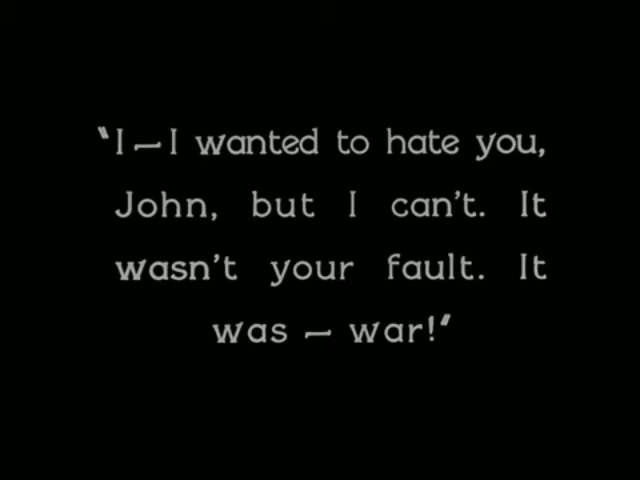 "I — I wanted to hate you,
John, but I can't. It
wasn't your fault. It
was — war!"